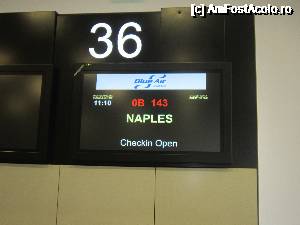 [c] AmFostAcolo.ro
36
Blue Air
11:10 0B 143
NAPLES
Checkin Open